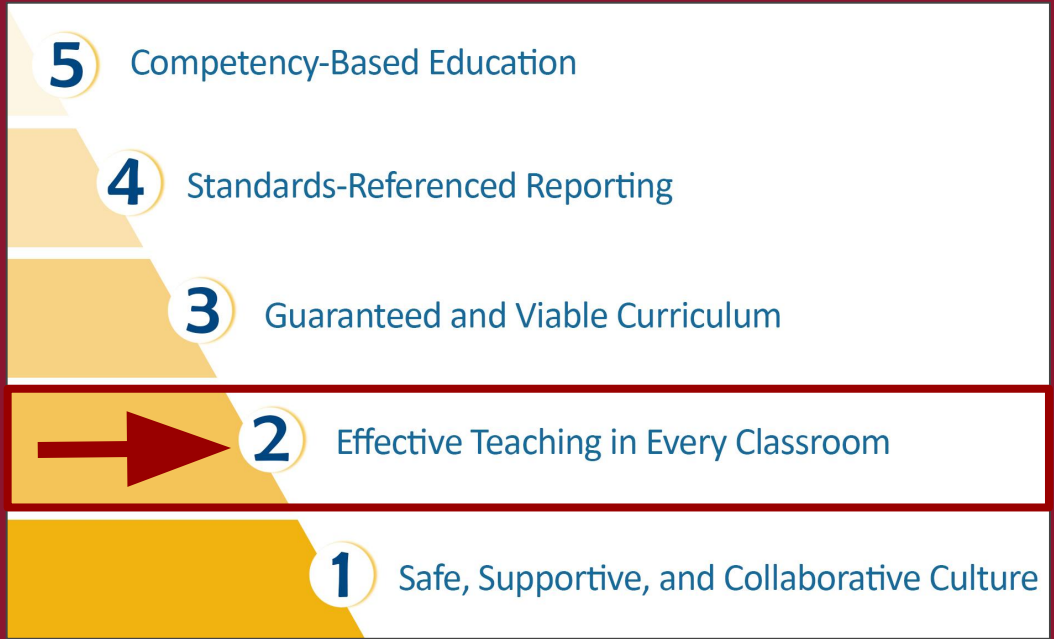 5 Competency-Based Education
4 Standards-Referenced Reporting
3 Guaranteed and Viable Curriculum
2 Effective Teaching in Every Classroom
1 Safe, Supportive, and Collaborative Culture